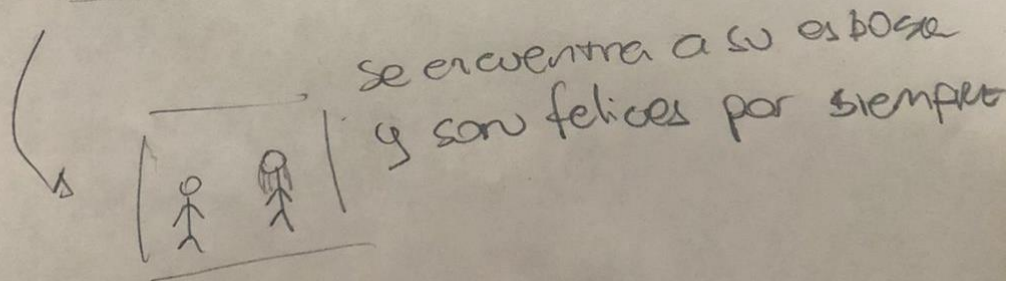 se encuentra a su esposa
y son felices por siempre